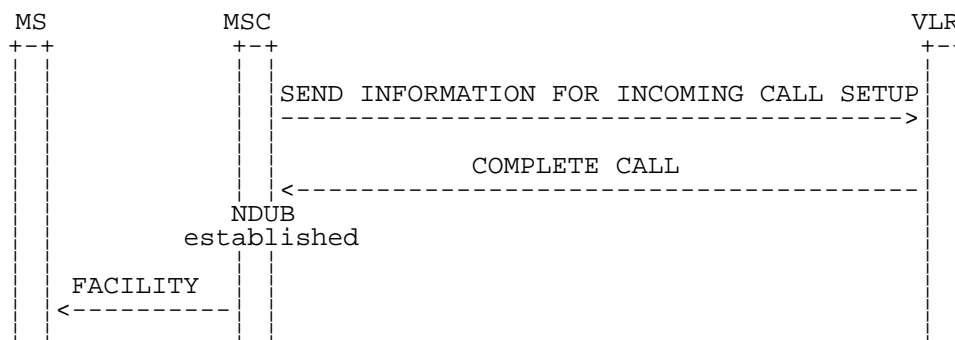 MS MSC VLR
+-+ +-+ +--
SEND INFORMATION FOR INCOMING CALL SETUP
--------------------------------------->
COMPLETE CALL
<---------------------------------------
NDUB
established
FACILITY
<----------